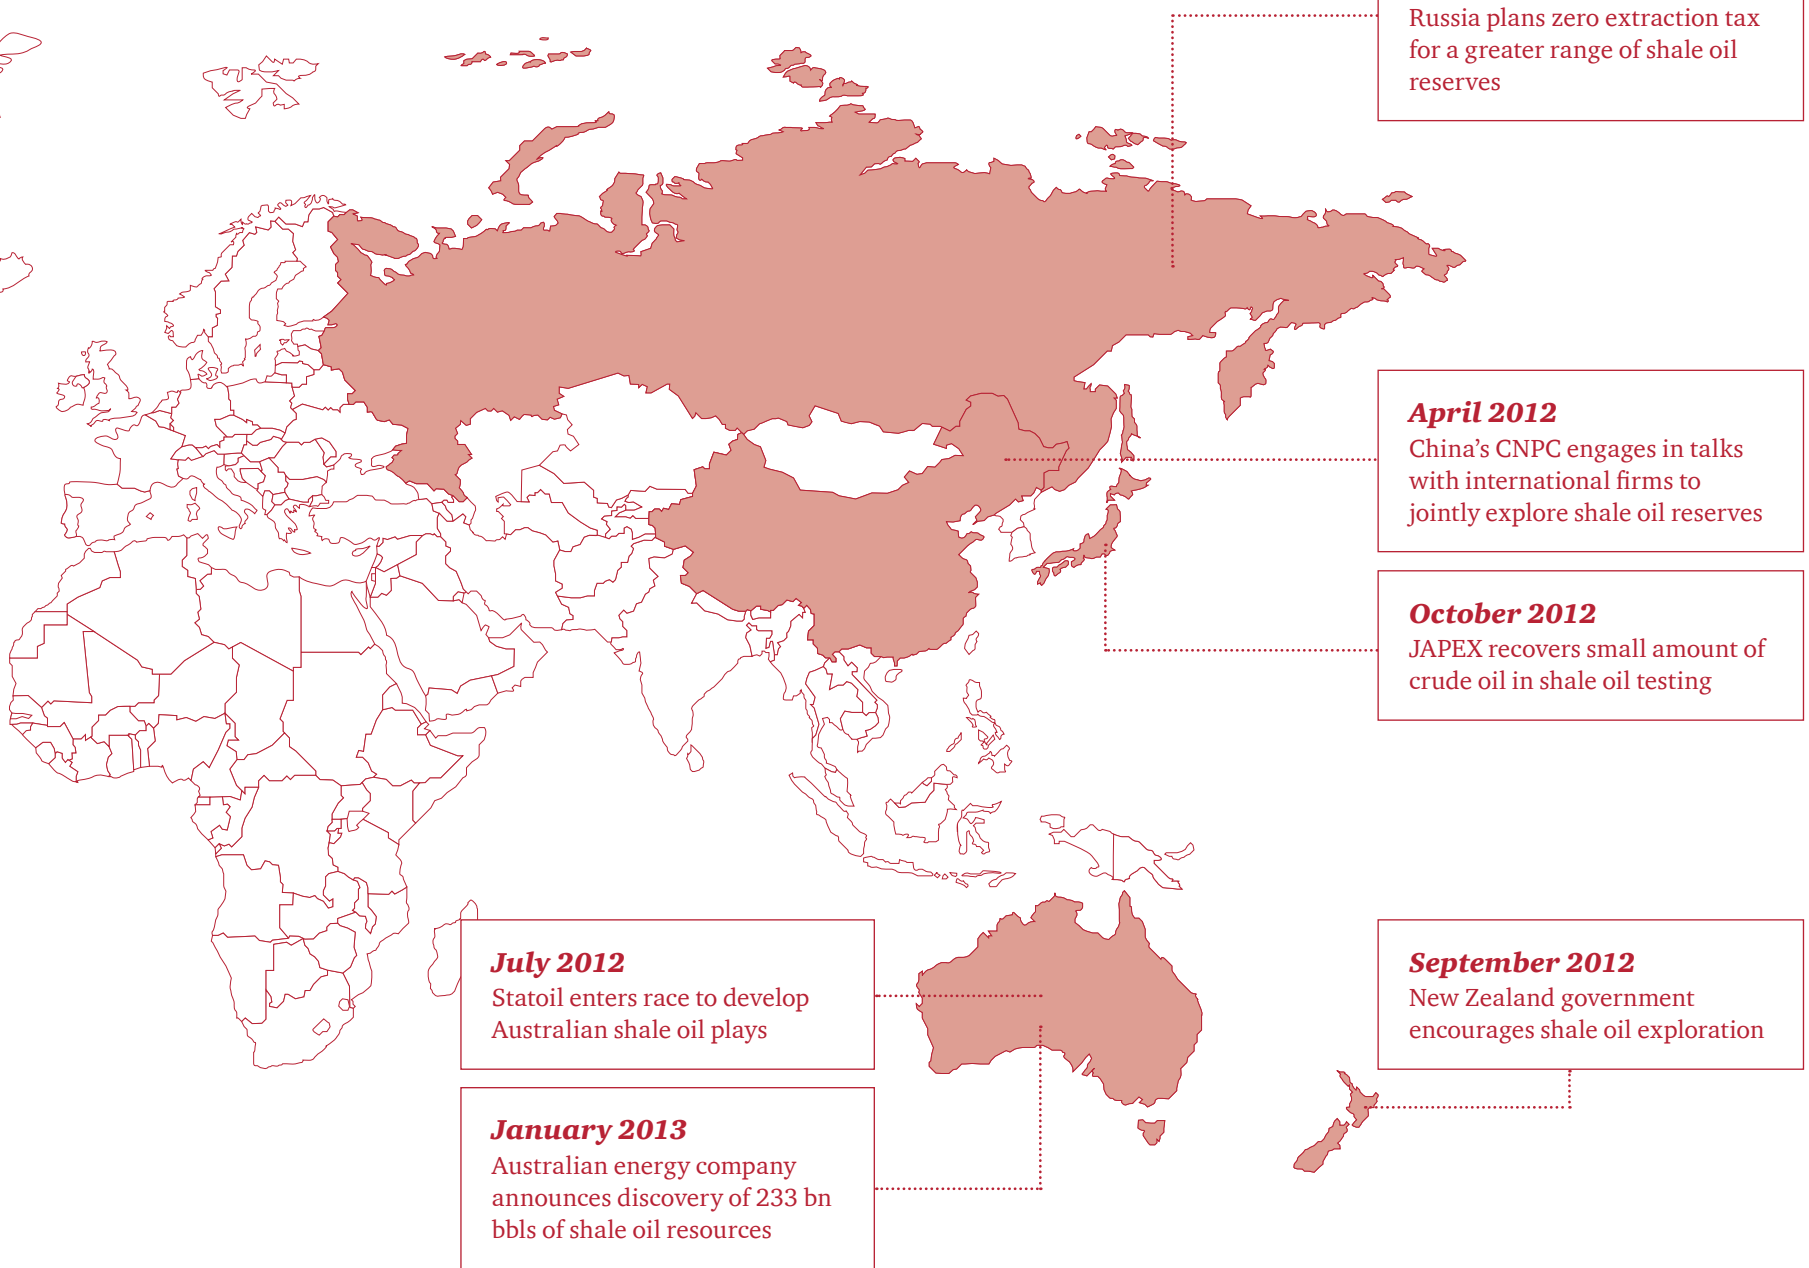 Russia plans zero extraction tax
for a greater range of shale oil
reserves
April 2012
China’s CNPC engages in talks
with international firms to
jointly explore shale oil reserves
October 2012
JAPEX recovers small amount of
crude oil in shale oil testing
July 2012
Statoil enters race to develop
Australian shale oil plays
September 2012
New Zealand government
encourages shale oil exploration
January 2013
Australian energy company
announces discovery of 233 bn
bbls of shale oil resources